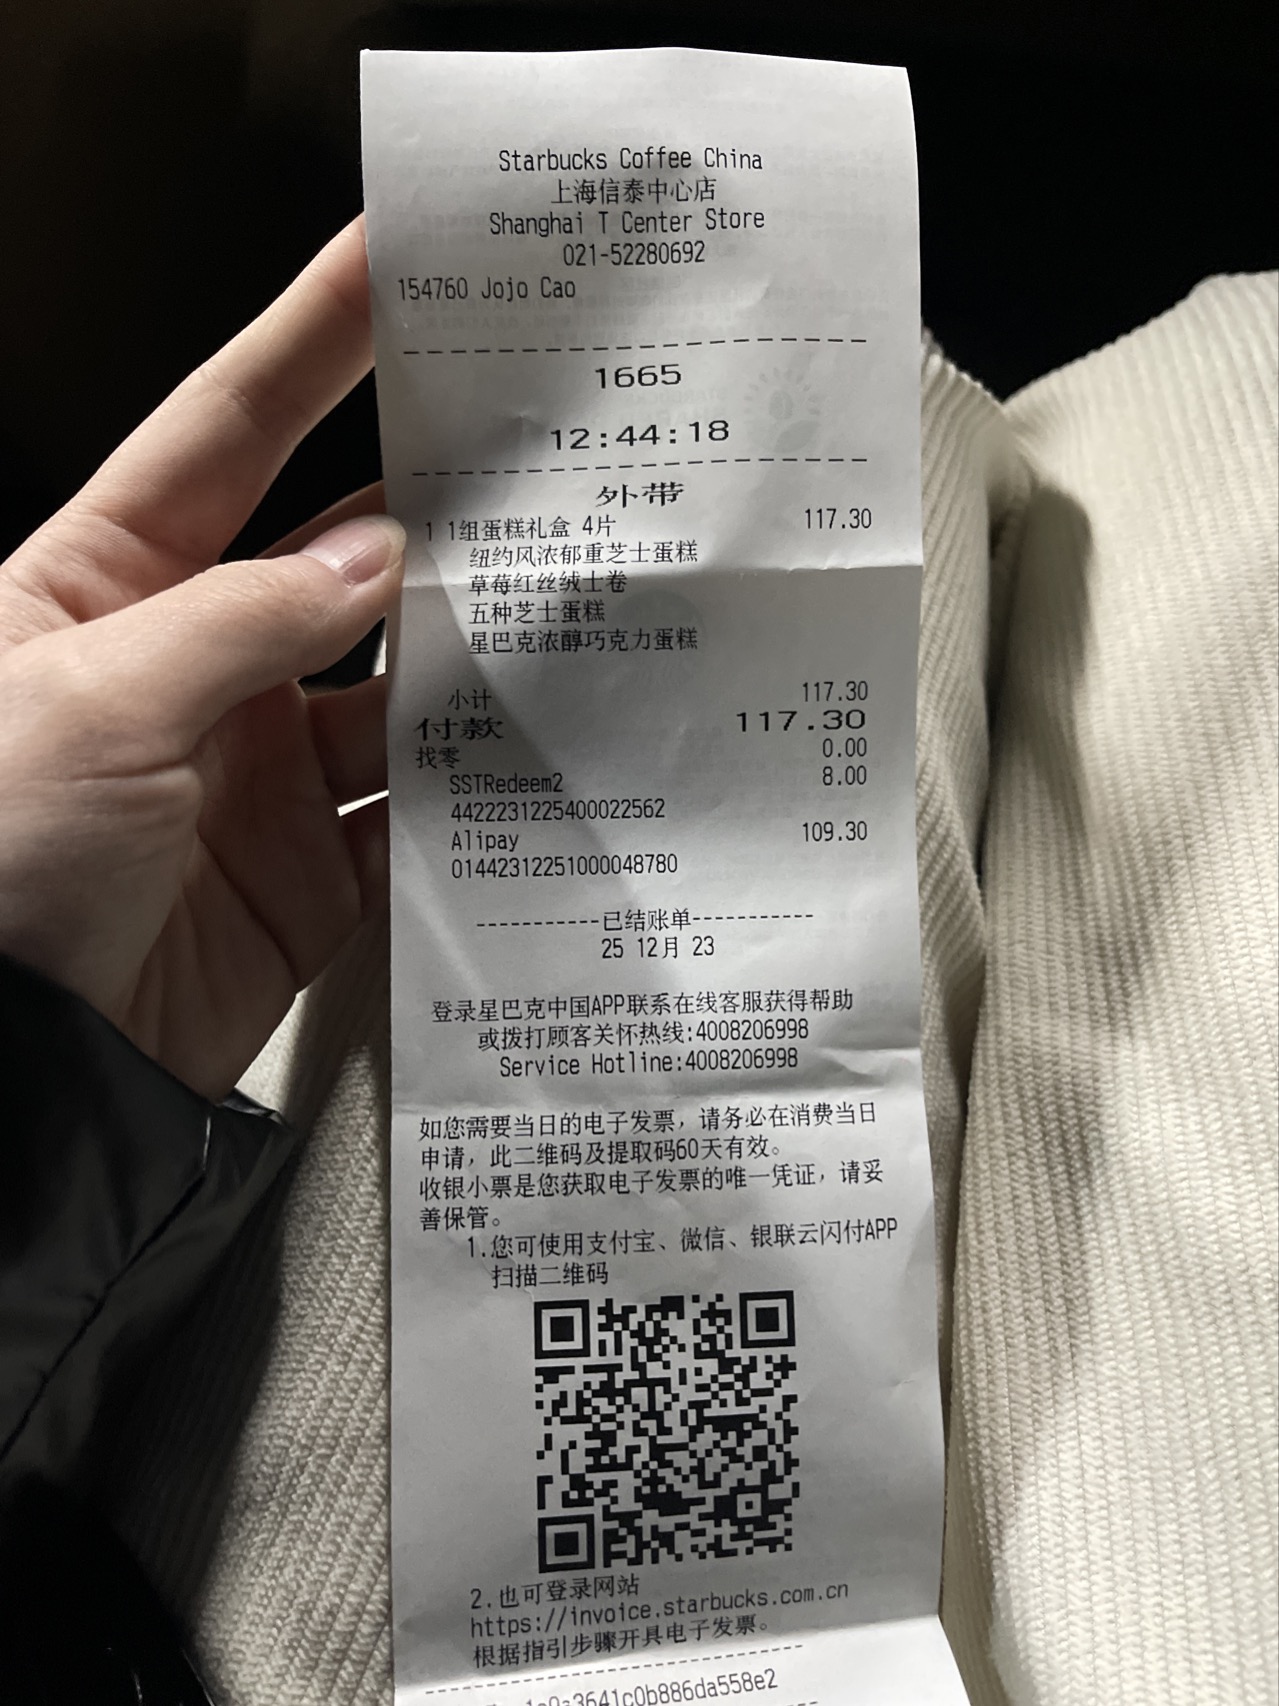 Starbucks Coffee China
上海信泰中心店
Shanghai T Center Store
021-52280692
154760 Jojo Cao
1665
12:44:18
外带
1 1组蛋糕礼盒 4片 117.30
纽约风浓郁重芝士蛋糕
草莓红丝绒士卷
五种芝士蛋糕
星巴克浓醇巧克力蛋糕
小计 117.30
付款 117.30
找零 0.00
SSTRedeem2 8.00
4422231225400022562
Alipay 109.30
01442312251000048780
-----------已结账单-----------
25 12月 23
登录星巴克中国APP联系在线客服获得帮助
或拨打顾客关怀热线:4008206998
Service Hotline:4008206998
如您需要当日的电子发票，请务必在消费当日
申请，此二维码及提取码60天有效。
收银小票是您获取电子发票的唯一凭证，请妥
善保管。
1.您可使用支付宝、微信、银联云闪付APP
扫描二维码
2.也可登录网站
https://invoice.starbucks.com.cn
根据指引步骤开具电子发票。